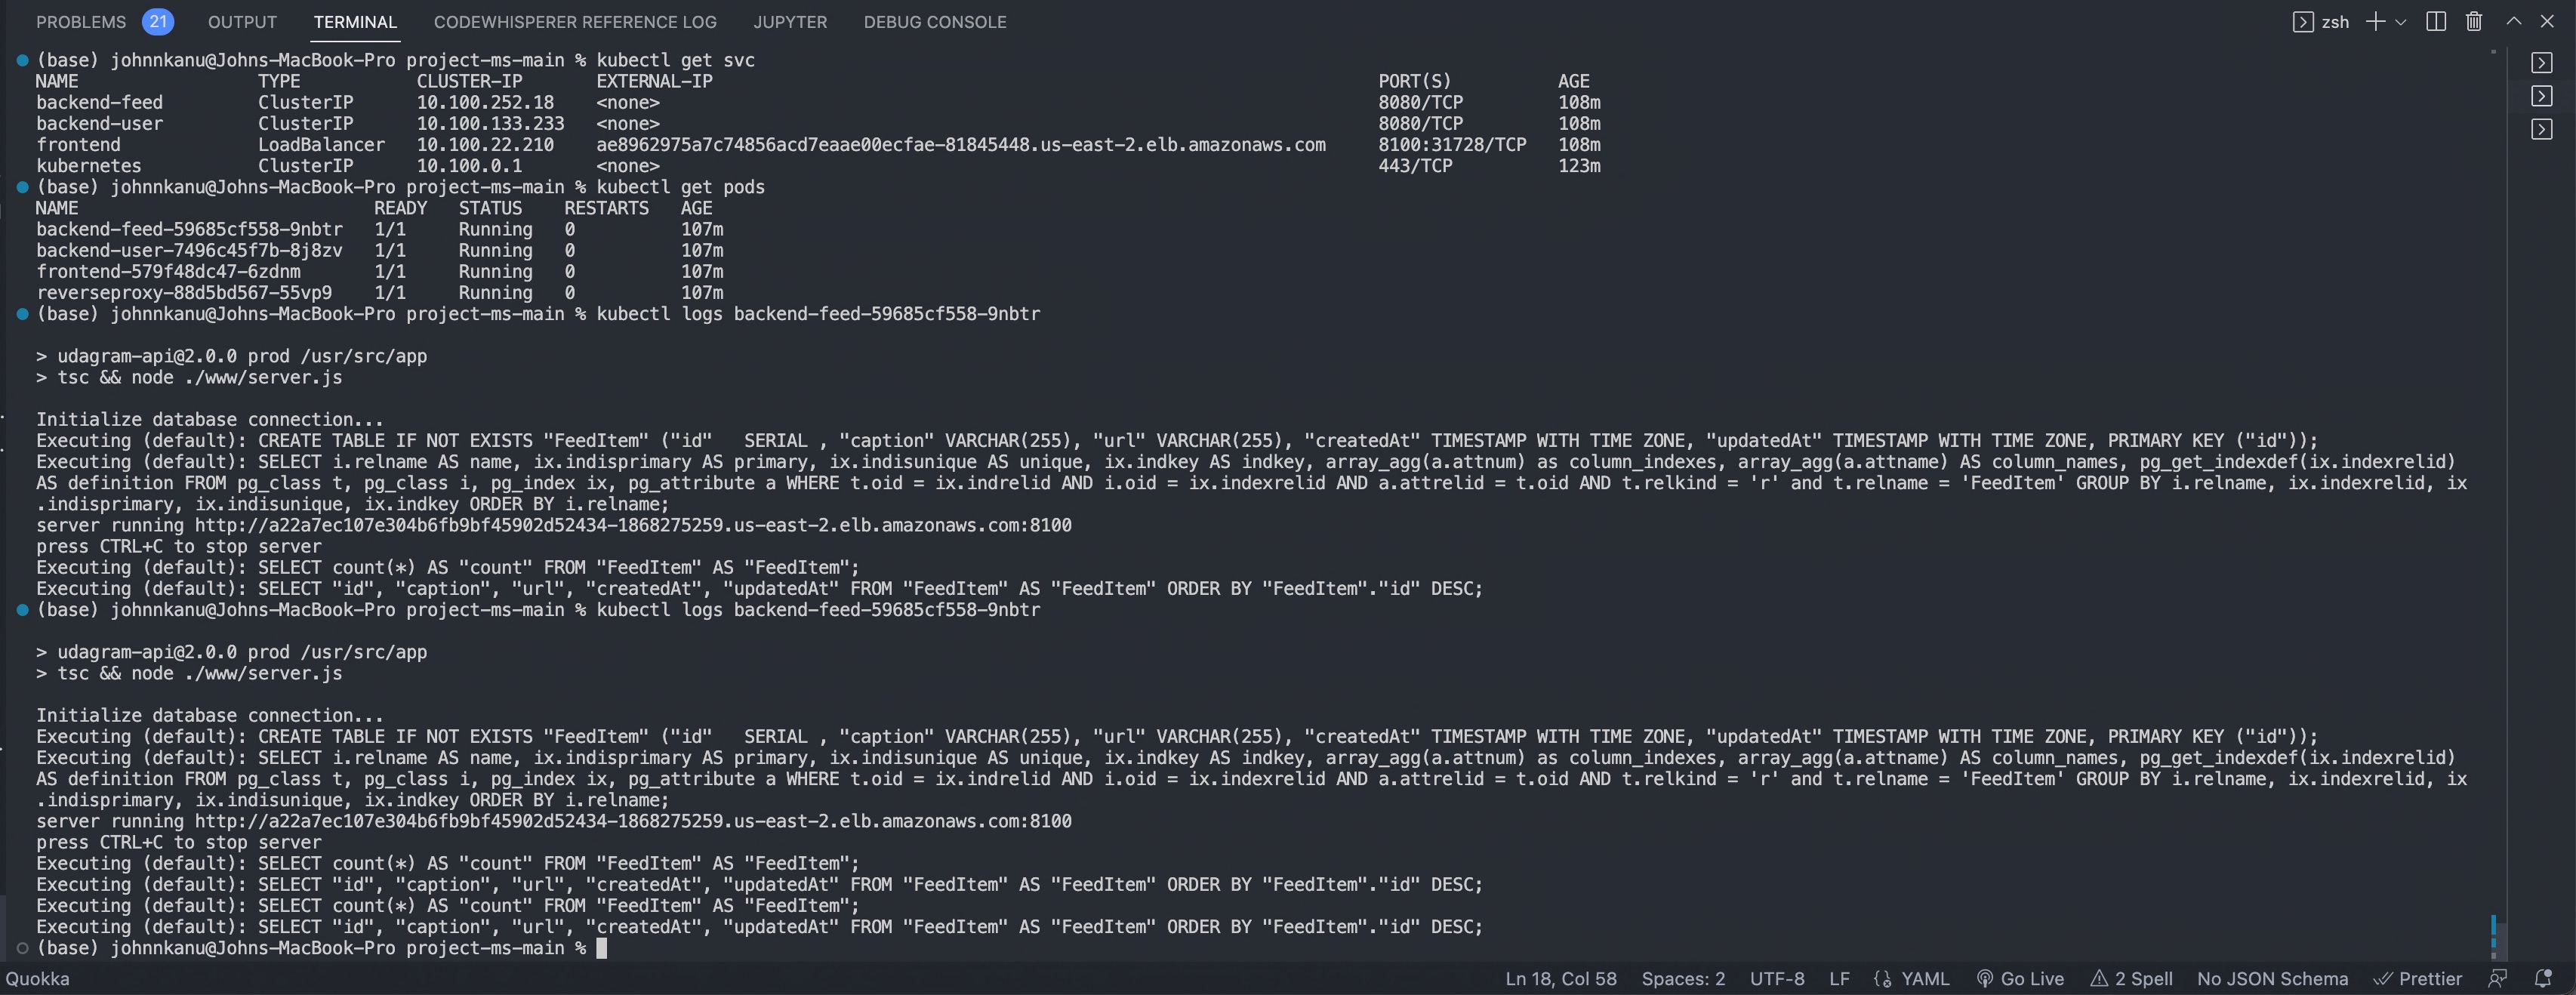 PROBLEMS 21 OUTPUT TERMINAL CODEWHISPERER REFERENCE LOG JUPYTER DEBUG CONSOLE zsh
(base) johnnkanu@Johns-MacBook-Pro project-ms-main % kubectl get svc
NAME TYPE CLUSTER-IP EXTERNAL-IP PORT(S) AGE
backend-feed ClusterIP 10.100.252.18 <none> 8080/TCP 108m
backend-user ClusterIP 10.100.133.233 <none> 8080/TCP 108m
frontend LoadBalancer 10.100.22.210 ae8962975a7c74856acd7eaae00ecfae-81845448.us-east-2.elb.amazonaws.com 8100:31728/TCP 108m
kubernetes ClusterIP 10.100.0.1 <none> 443/TCP 123m
(base) johnnkanu@Johns-MacBook-Pro project-ms-main % kubectl get pods
NAME READY STATUS RESTARTS AGE
backend-feed-59685cf558-9nbtr 1/1 Running 0 107m
backend-user-7496c45f7b-8j8zv 1/1 Running 0 107m
frontend-579f48dc47-6zdnm 1/1 Running 0 107m
reverseproxy-88d5bd567-55vp9 1/1 Running 0 107m
(base) johnnkanu@Johns-MacBook-Pro project-ms-main % kubectl logs backend-feed-59685cf558-9nbtr
> udagram-api@2.0.0 prod /usr/src/app
> tsc && node ./www/server.js
Initialize database connection...
Executing (default): CREATE TABLE IF NOT EXISTS "FeedItem" ("id"   SERIAL , "caption" VARCHAR(255), "url" VARCHAR(255), "createdAt" TIMESTAMP WITH TIME ZONE, "updatedAt" TIMESTAMP WITH TIME ZONE, PRIMARY KEY ("id"));
Executing (default): SELECT i.relname AS name, ix.indisprimary AS primary, ix.indisunique AS unique, ix.indkey AS indkey, array_agg(a.attnum) as column_indexes, array_agg(a.attname) AS column_names, pg_get_indexdef(ix.indexrelid)
AS definition FROM pg_class t, pg_class i, pg_index ix, pg_attribute a WHERE t.oid = ix.indrelid AND i.oid = ix.indexrelid AND a.attrelid = t.oid AND t.relkind = 'r' and t.relname = 'FeedItem' GROUP BY i.relname, ix.indexrelid, ix
.indisprimary, ix.indisunique, ix.indkey ORDER BY i.relname;
server running http://a22a7ec107e304b6fb9bf45902d52434-1868275259.us-east-2.elb.amazonaws.com:8100
press CTRL+C to stop server
Executing (default): SELECT count(*) AS "count" FROM "FeedItem" AS "FeedItem";
Executing (default): SELECT "id", "caption", "url", "createdAt", "updatedAt" FROM "FeedItem" AS "FeedItem" ORDER BY "FeedItem"."id" DESC;
(base) johnnkanu@Johns-MacBook-Pro project-ms-main % kubectl logs backend-feed-59685cf558-9nbtr
> udagram-api@2.0.0 prod /usr/src/app
> tsc && node ./www/server.js
Initialize database connection...
Executing (default): CREATE TABLE IF NOT EXISTS "FeedItem" ("id"   SERIAL , "caption" VARCHAR(255), "url" VARCHAR(255), "createdAt" TIMESTAMP WITH TIME ZONE, "updatedAt" TIMESTAMP WITH TIME ZONE, PRIMARY KEY ("id"));
Executing (default): SELECT i.relname AS name, ix.indisprimary AS primary, ix.indisunique AS unique, ix.indkey AS indkey, array_agg(a.attnum) as column_indexes, array_agg(a.attname) AS column_names, pg_get_indexdef(ix.indexrelid)
AS definition FROM pg_class t, pg_class i, pg_index ix, pg_attribute a WHERE t.oid = ix.indrelid AND i.oid = ix.indexrelid AND a.attrelid = t.oid AND t.relkind = 'r' and t.relname = 'FeedItem' GROUP BY i.relname, ix.indexrelid, ix
.indisprimary, ix.indisunique, ix.indkey ORDER BY i.relname;
server running http://a22a7ec107e304b6fb9bf45902d52434-1868275259.us-east-2.elb.amazonaws.com:8100
press CTRL+C to stop server
Executing (default): SELECT count(*) AS "count" FROM "FeedItem" AS "FeedItem";
Executing (default): SELECT "id", "caption", "url", "createdAt", "updatedAt" FROM "FeedItem" AS "FeedItem" ORDER BY "FeedItem"."id" DESC;
Executing (default): SELECT count(*) AS "count" FROM "FeedItem" AS "FeedItem";
Executing (default): SELECT "id", "caption", "url", "createdAt", "updatedAt" FROM "FeedItem" AS "FeedItem" ORDER BY "FeedItem"."id" DESC;
(base) johnnkanu@Johns-MacBook-Pro project-ms-main %
Quokka Ln 18, Col 58 Spaces: 2 UTF-8 LF YAML Go Live 2 Spell No JSON Schema Prettier